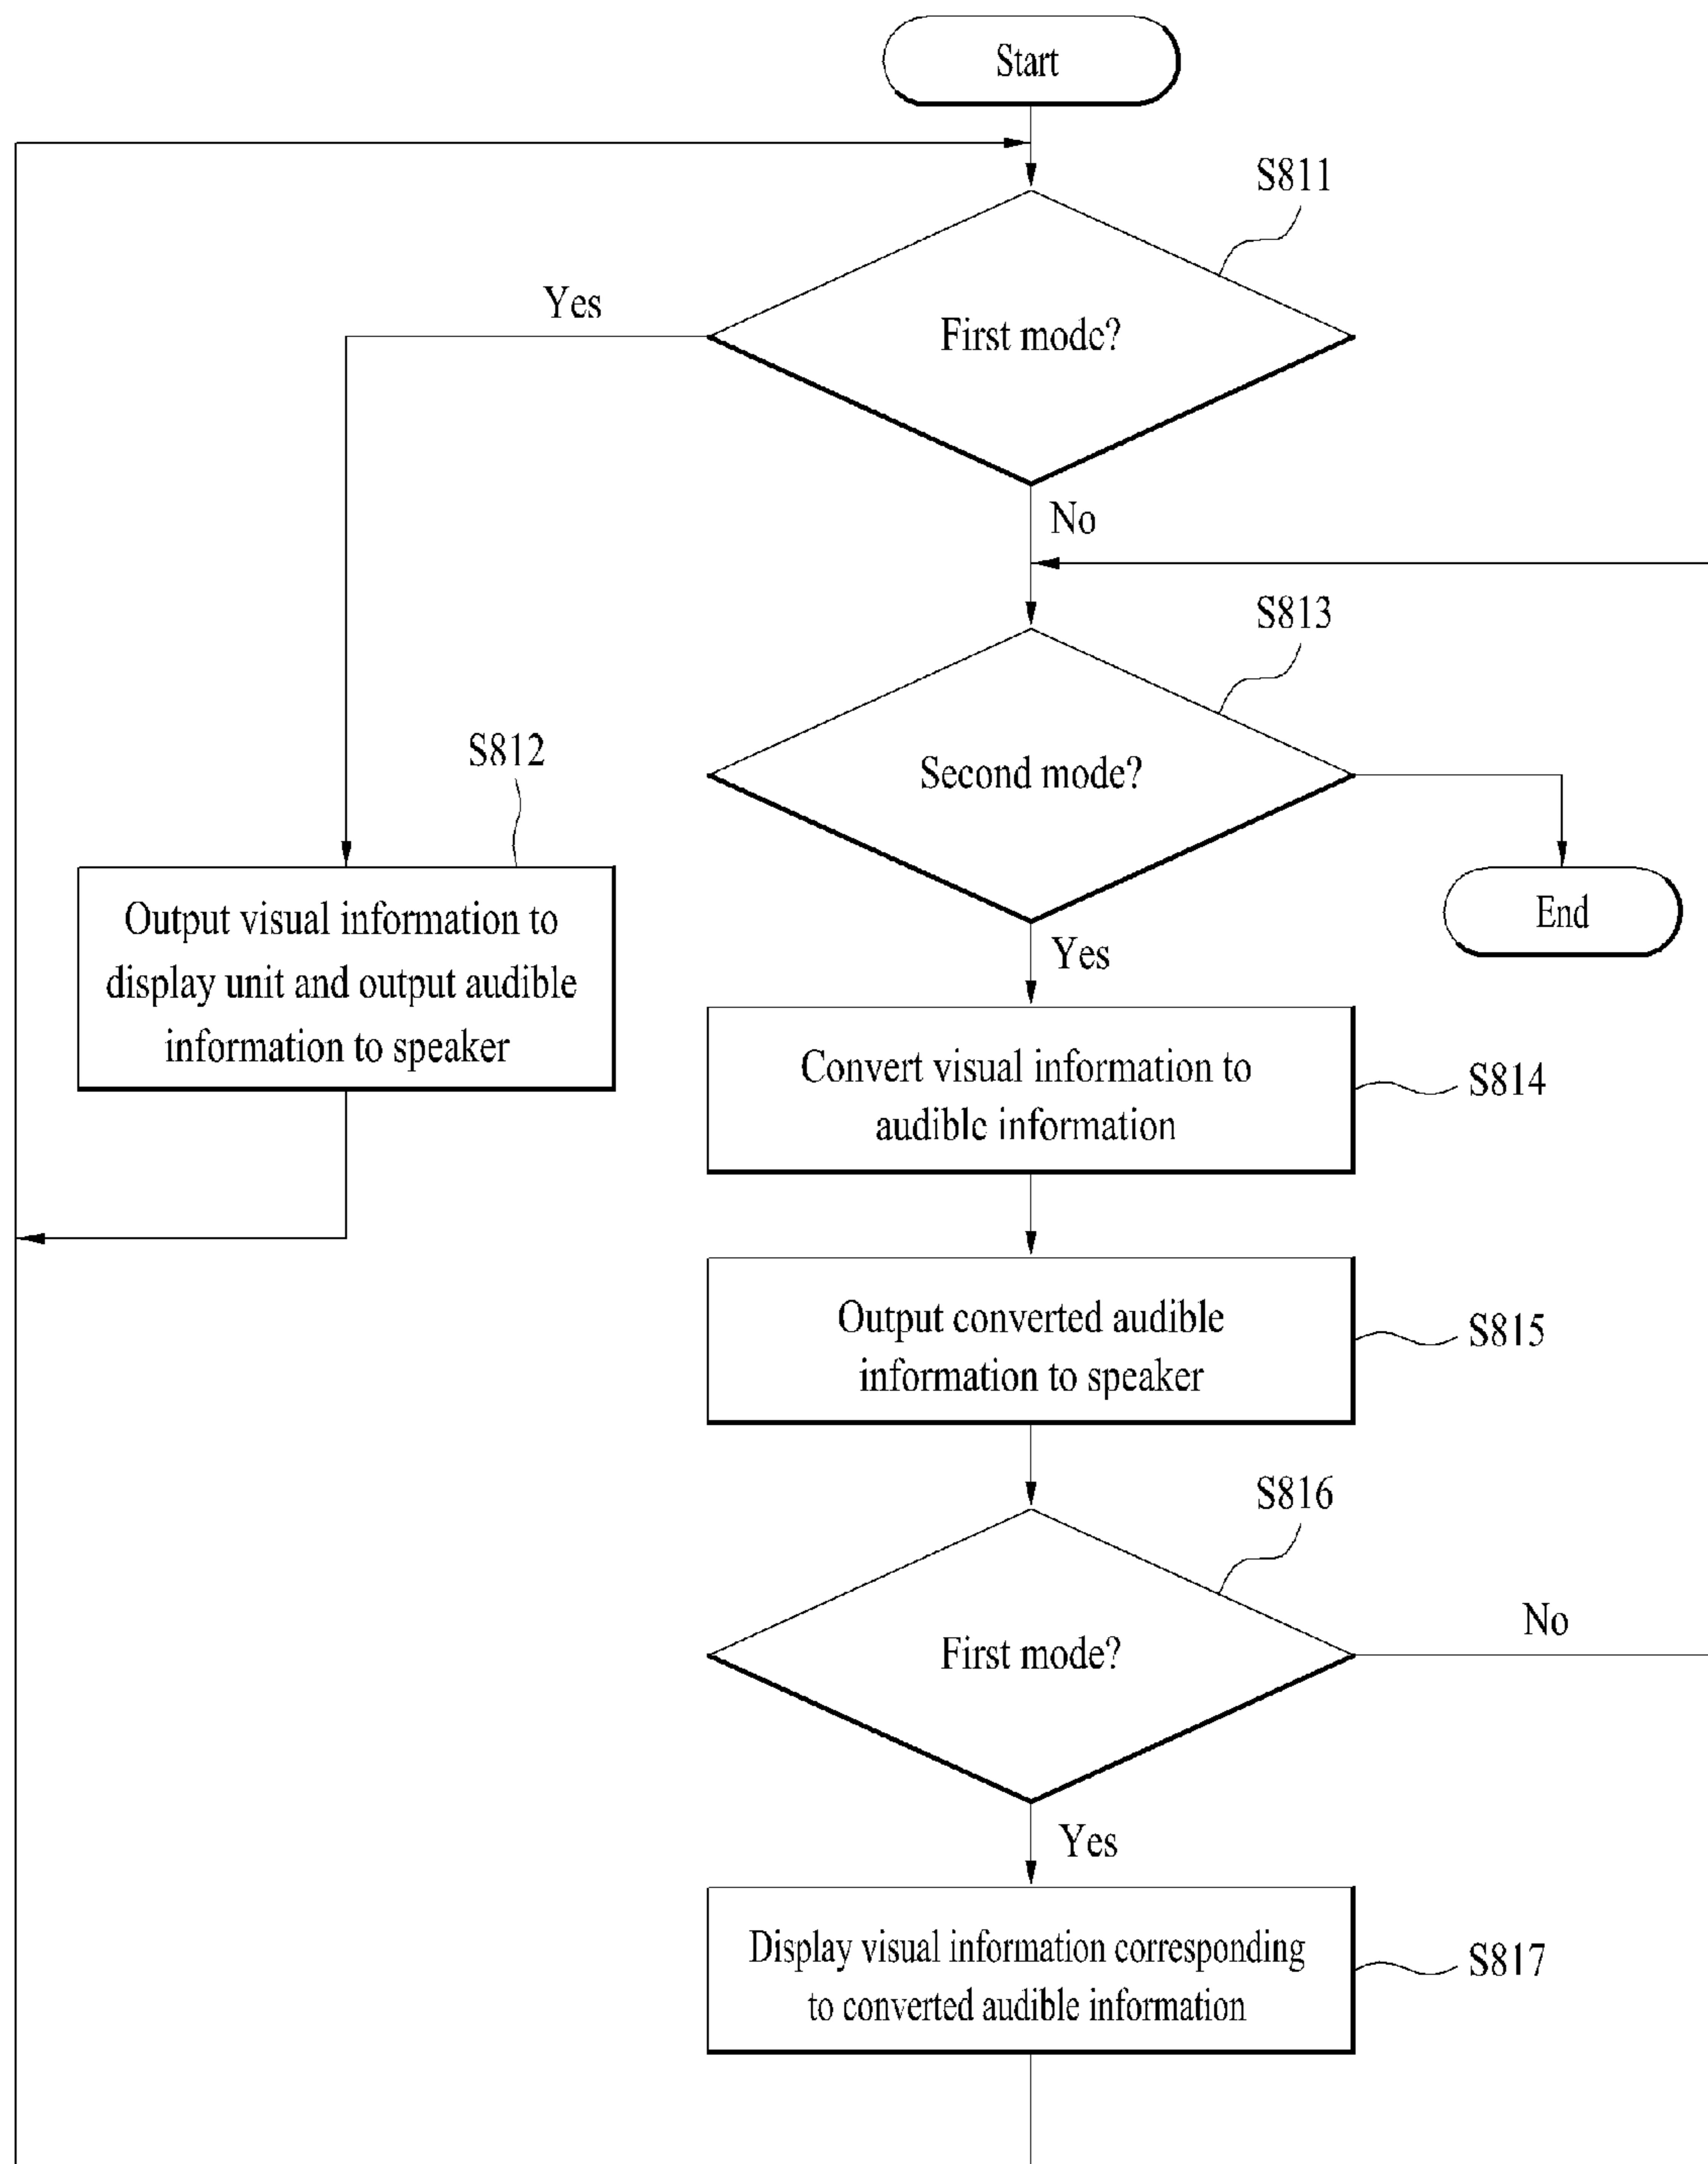 Start
S811
Yes
First mode?
No
S813
Second mode?
S812
Output visual information to
display unit and output audible
information to speaker
End
Yes
Convert visual information to
audible information
S814
Output converted audible
information to speaker
S815
S816
First mode?
No
Yes
Display visual information corresponding
to converted audible information
S817